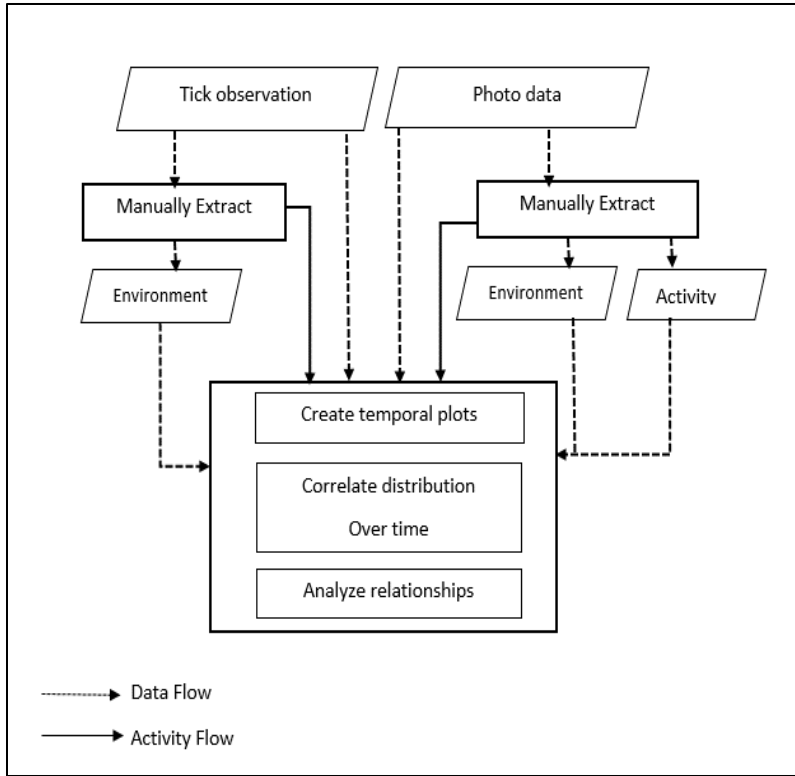 Tick observation
Photo data
Manually Extract
Manually Extract
Environment
Environment
Activity
Create temporal plots
Correlate distribution
Over time
Analyze relationships
Data Flow
Activity Flow